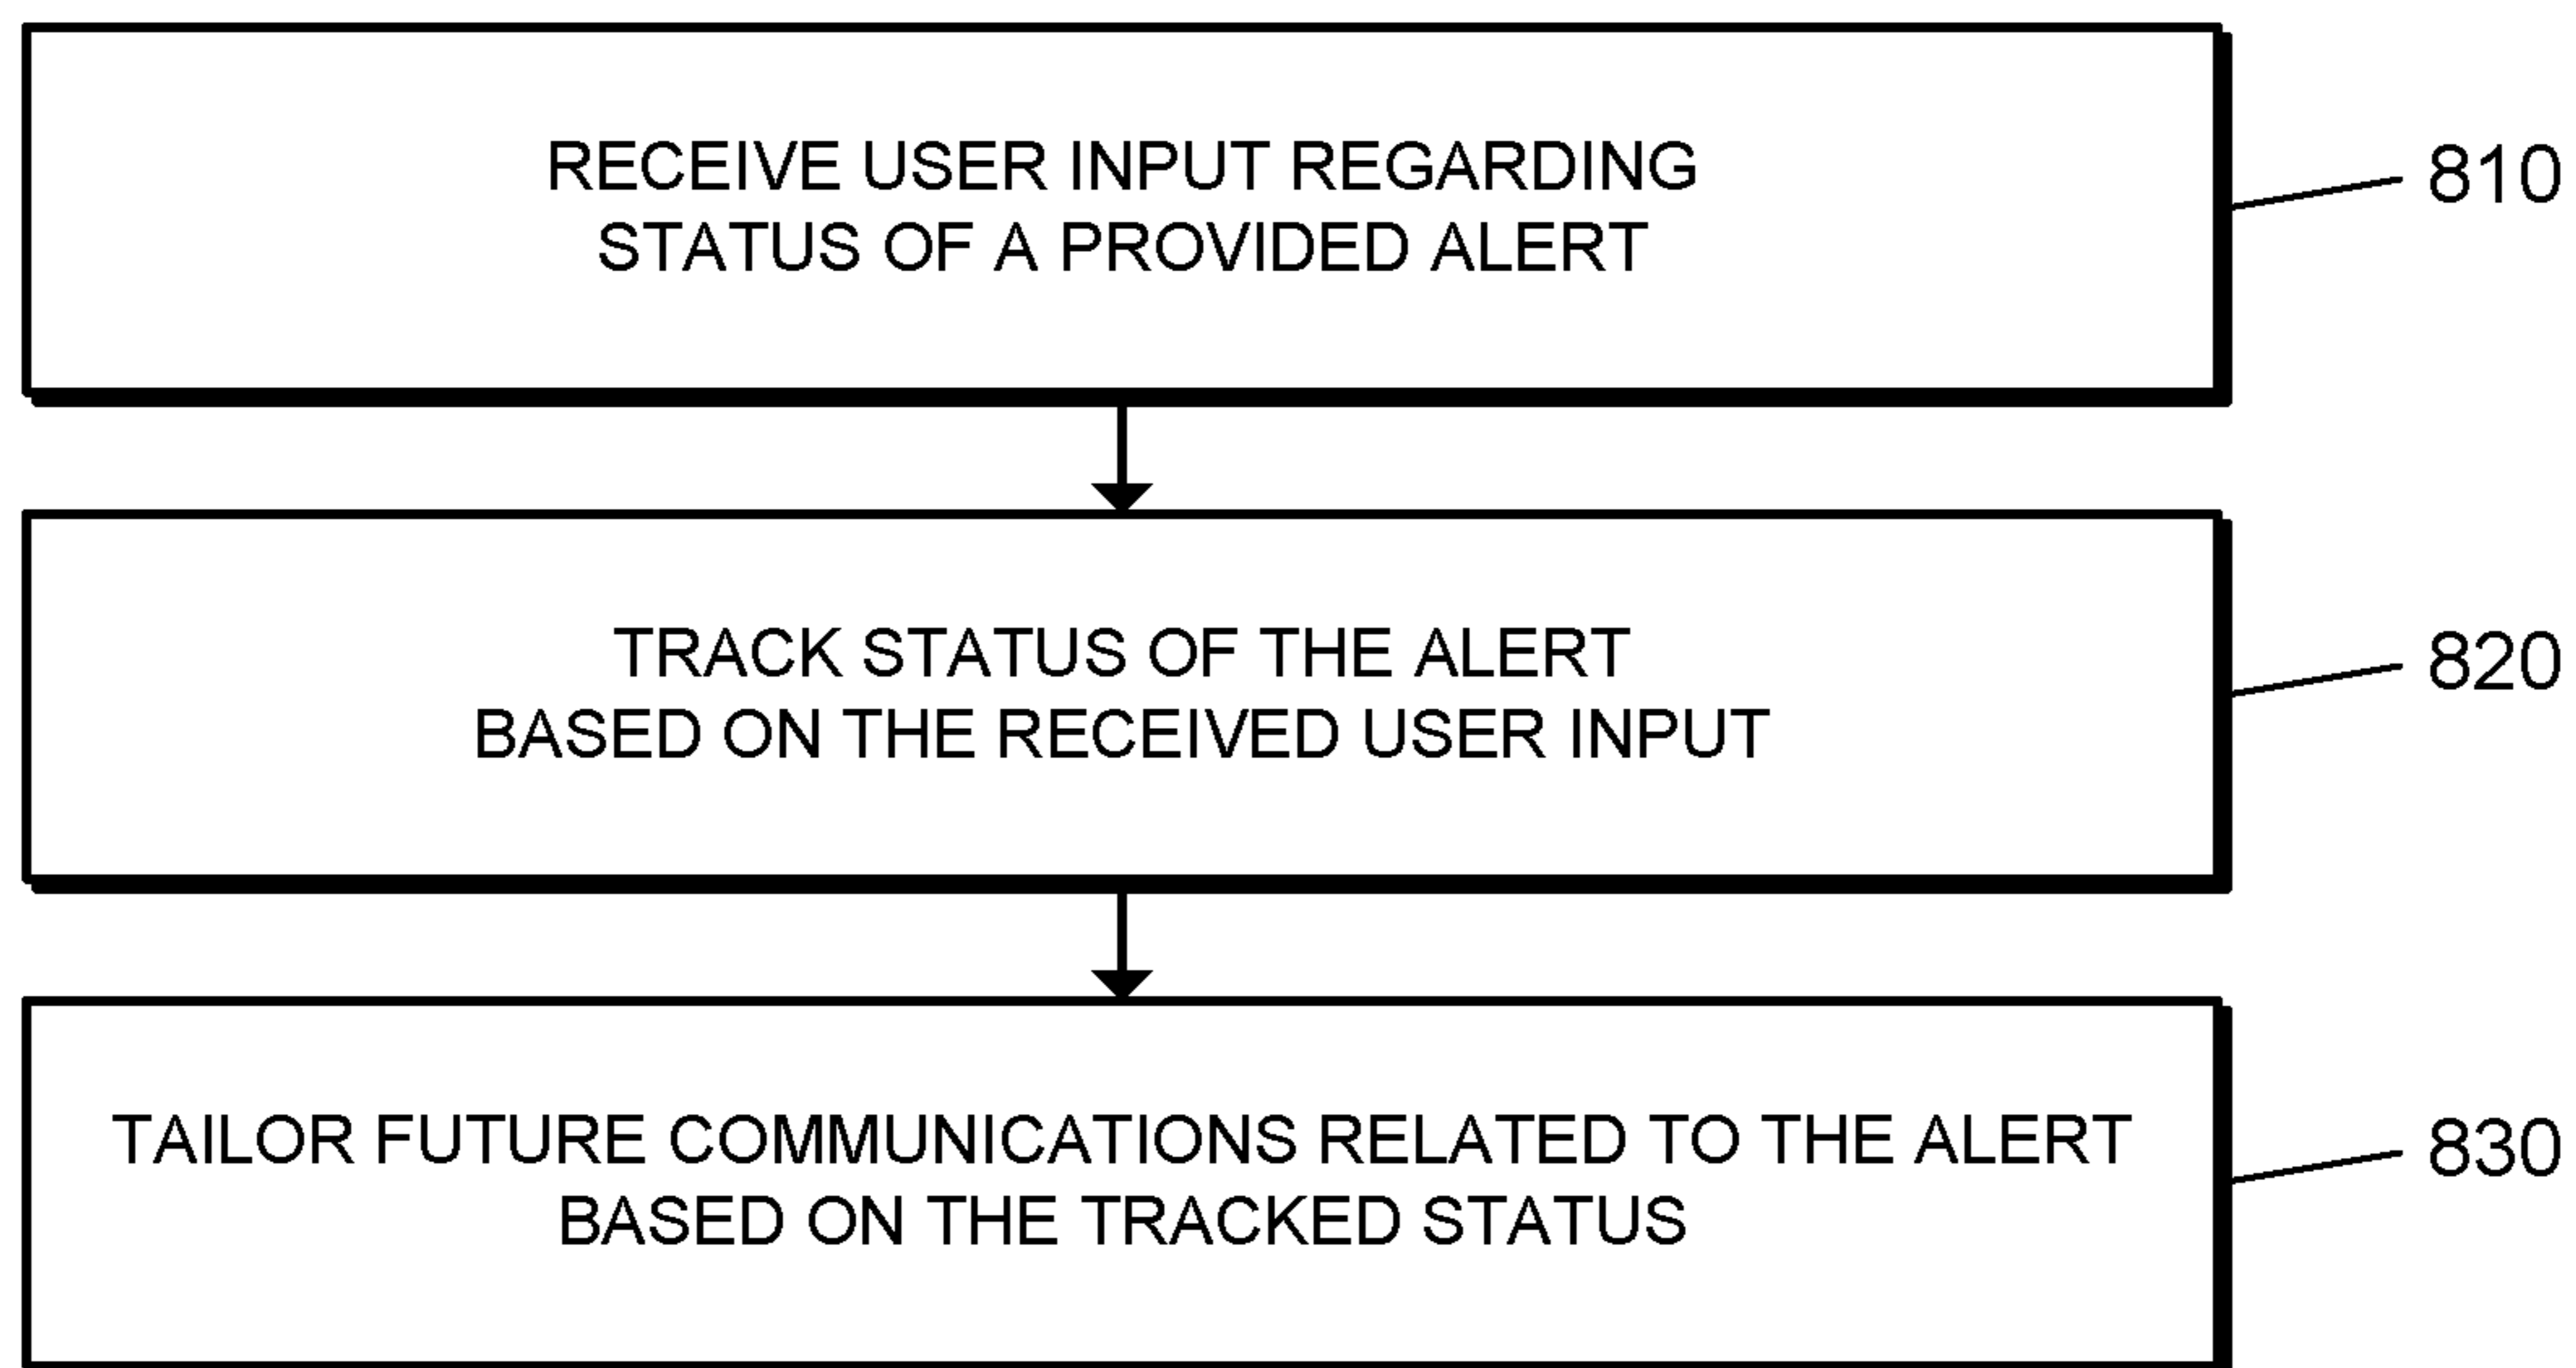 RECEIVE USER INPUT REGARDING
STATUS OF A PROVIDED ALERT
810
TRACK STATUS OF THE ALERT
BASED ON THE RECEIVED USER INPUT
820
TAILOR FUTURE COMMUNICATIONS RELATED TO THE ALERT
BASED ON THE TRACKED STATUS
830